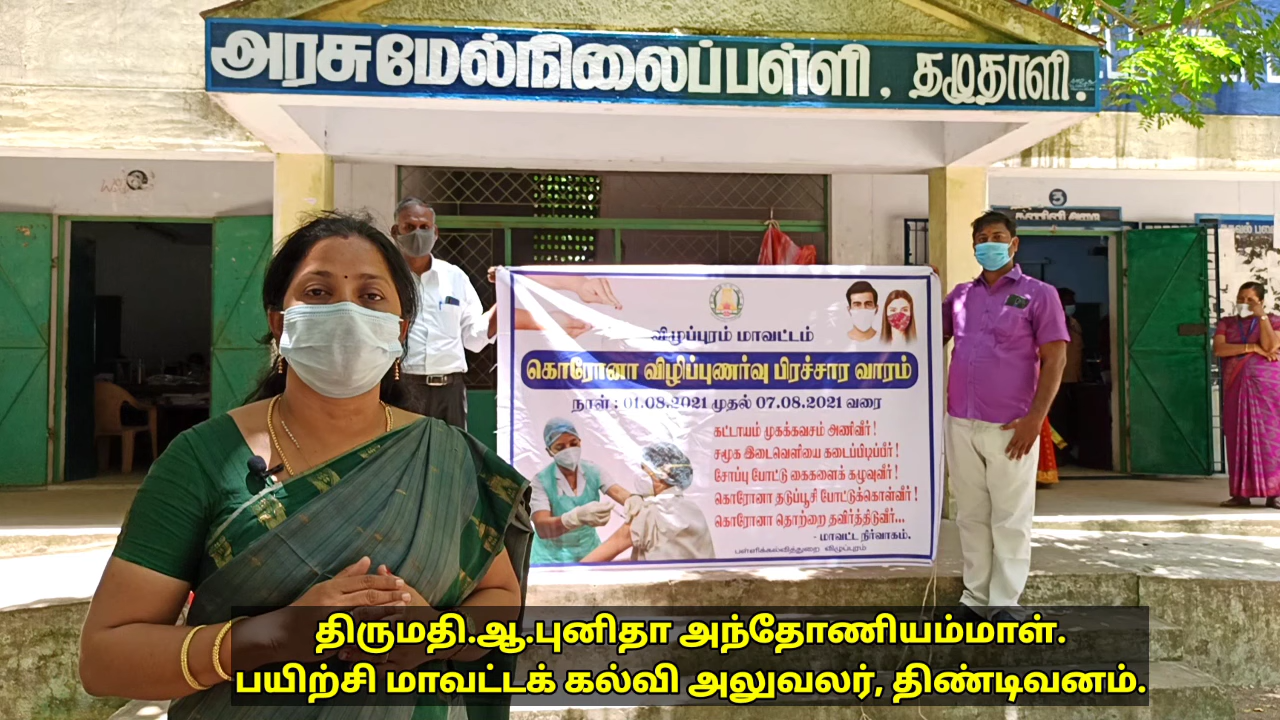 அரசுமேல்நிலைப்பள்ளி, தழுதாளி.
3
விழுப்புரம் மாவட்டம்
கொரோனா விழிப்புணர்வு பிரச்சார வாரம்
நாள் : 01.08.2021 முதல் 07.08.2021 வரை
கட்டாயம் முகக்கவசம் அணிவீர் !
சமூக இடைவெளியை கடைப்பிடிப்பீர் !
சோப்பு போட்டு கைகளைக் கழுவுவீர் !
கொரோனா தடுப்பூசி போட்டுக்கொள்வீர் !
கொரோனா தொற்றை தவிர்த்திடுவீர்...
- மாவட்ட நிர்வாகம்.
பள்ளிக்கல்வித்துறை விழுப்புரம்
திருமதி.ஆ.புனிதா அந்தோணியம்மாள்.
பயிற்சி மாவட்டக் கல்வி அலுவலர், திண்டிவனம்.